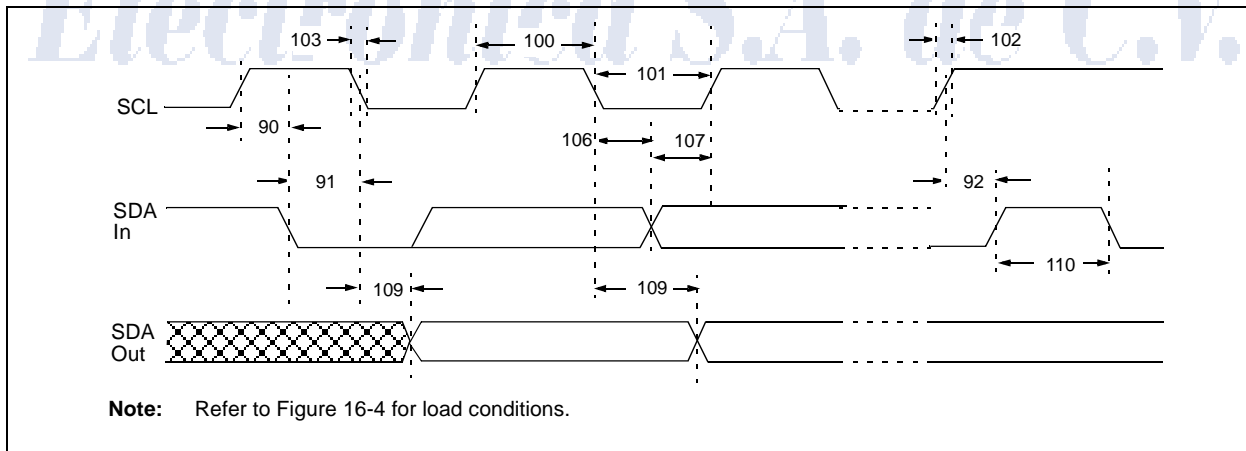 Electrónica S.A. de C.V.
103 100 102
101
SCL
90 106 107
91 92
SDA
In
109 109 110
SDA
Out
Note: Refer to Figure 16-4 for load conditions.